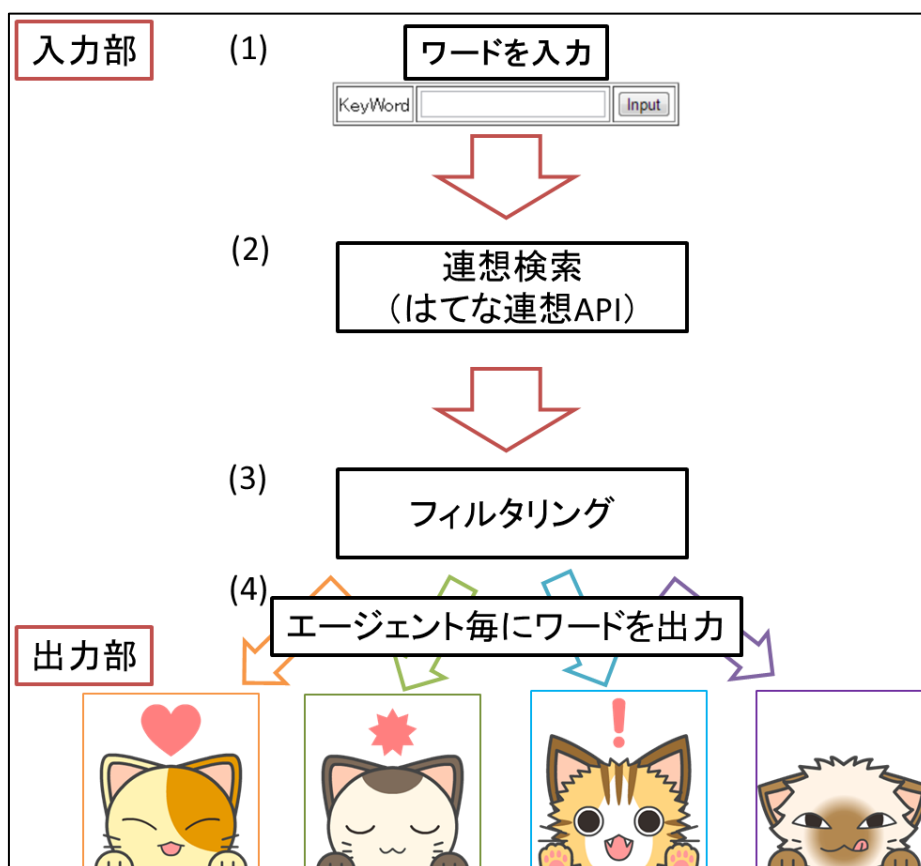 入力部
(1)
ワードを入力
KeyWord
Input
(2)
連想検索
（はてな連想API）
(3)
フィルタリング
(4)
エージェント毎にワードを出力
出力部